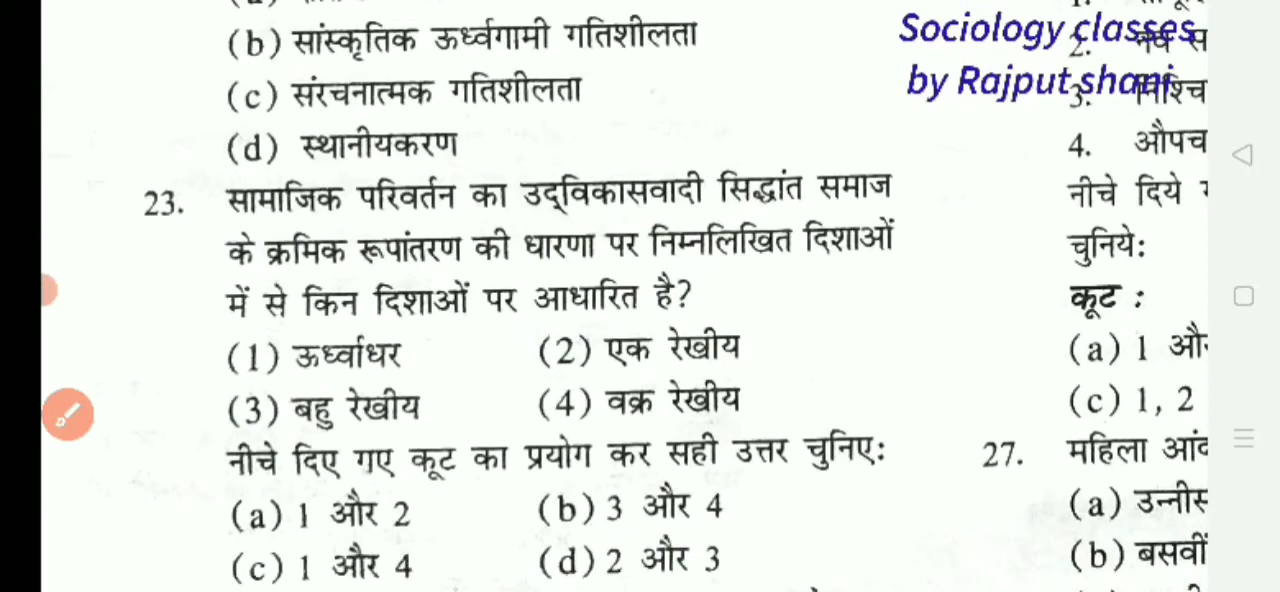 (b) सांस्कृतिक ऊर्ध्वगामी गतिशीलता
(c) संरचनात्मक गतिशीलता
(d) स्थानीयकरण
23. सामाजिक परिवर्तन का उद्‌विकासवादी सिद्धांत समाज
के क्रमिक रूपांतरण की धारणा पर निम्नलिखित दिशाओं
में से किन दिशाओं पर आधारित है?
(1) ऊर्ध्वाधर (2) एक रेखीय
(3) बहु रेखीय (4) वक्र रेखीय
नीचे दिए गए कूट का प्रयोग कर सही उत्तर चुनिए:
(a) 1 और 2 (b) 3 और 4
(c) 1 और 4 (d) 2 और 3
Sociology classes
by Rajput shani
2.
3.
4.
नीचे दिये
चुनिये:
कूट :
(a) 1
(c) 1, 2
27. महिला
(a)
(b)